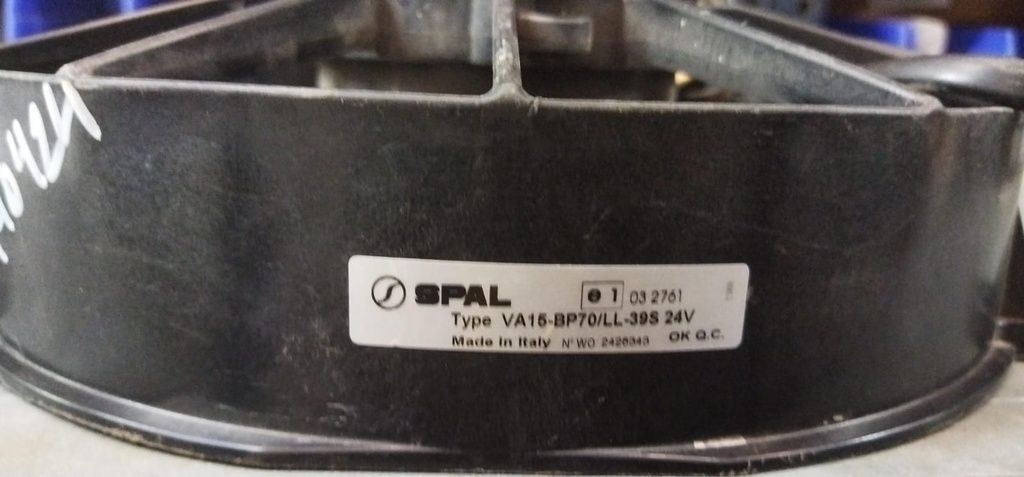 SPAL e 1 03 2761
Type VA15-BP70/LL-39S 24V
Made in Italy N°WO 2426343 OK Q.C.